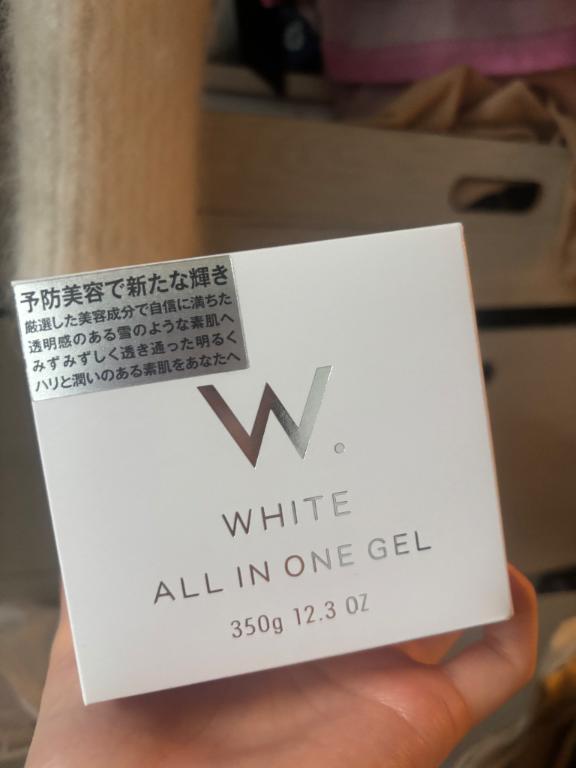 予防美容で新たな輝き
厳選した美容成分で自信に満ちた
透明感のある雪のような素肌へ
みずみずしく透き通った明るく
ハリと潤いのある素肌をあなたへ
W.
WHITE
ALL IN ONE GEL
350g 12.3 OZ